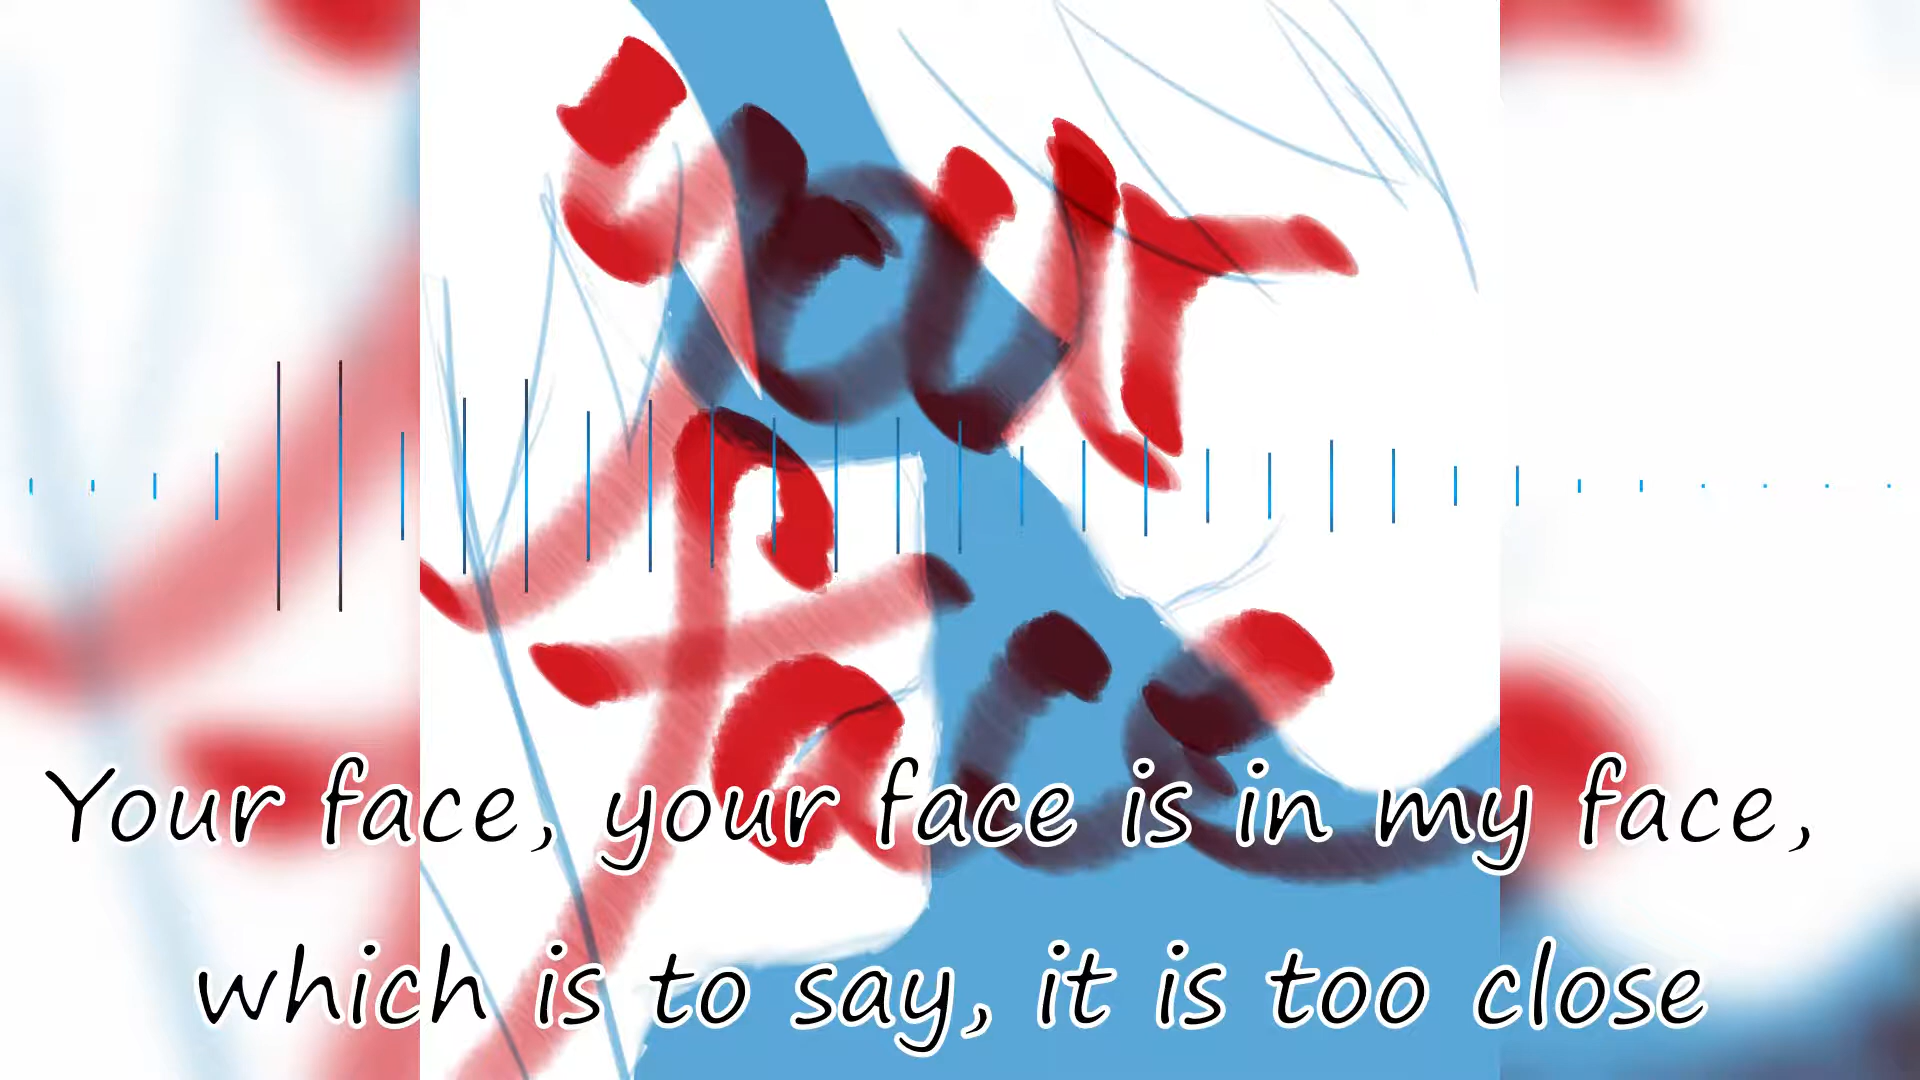 your
face
Your face, your face is in my face,
which is to say, it is too close